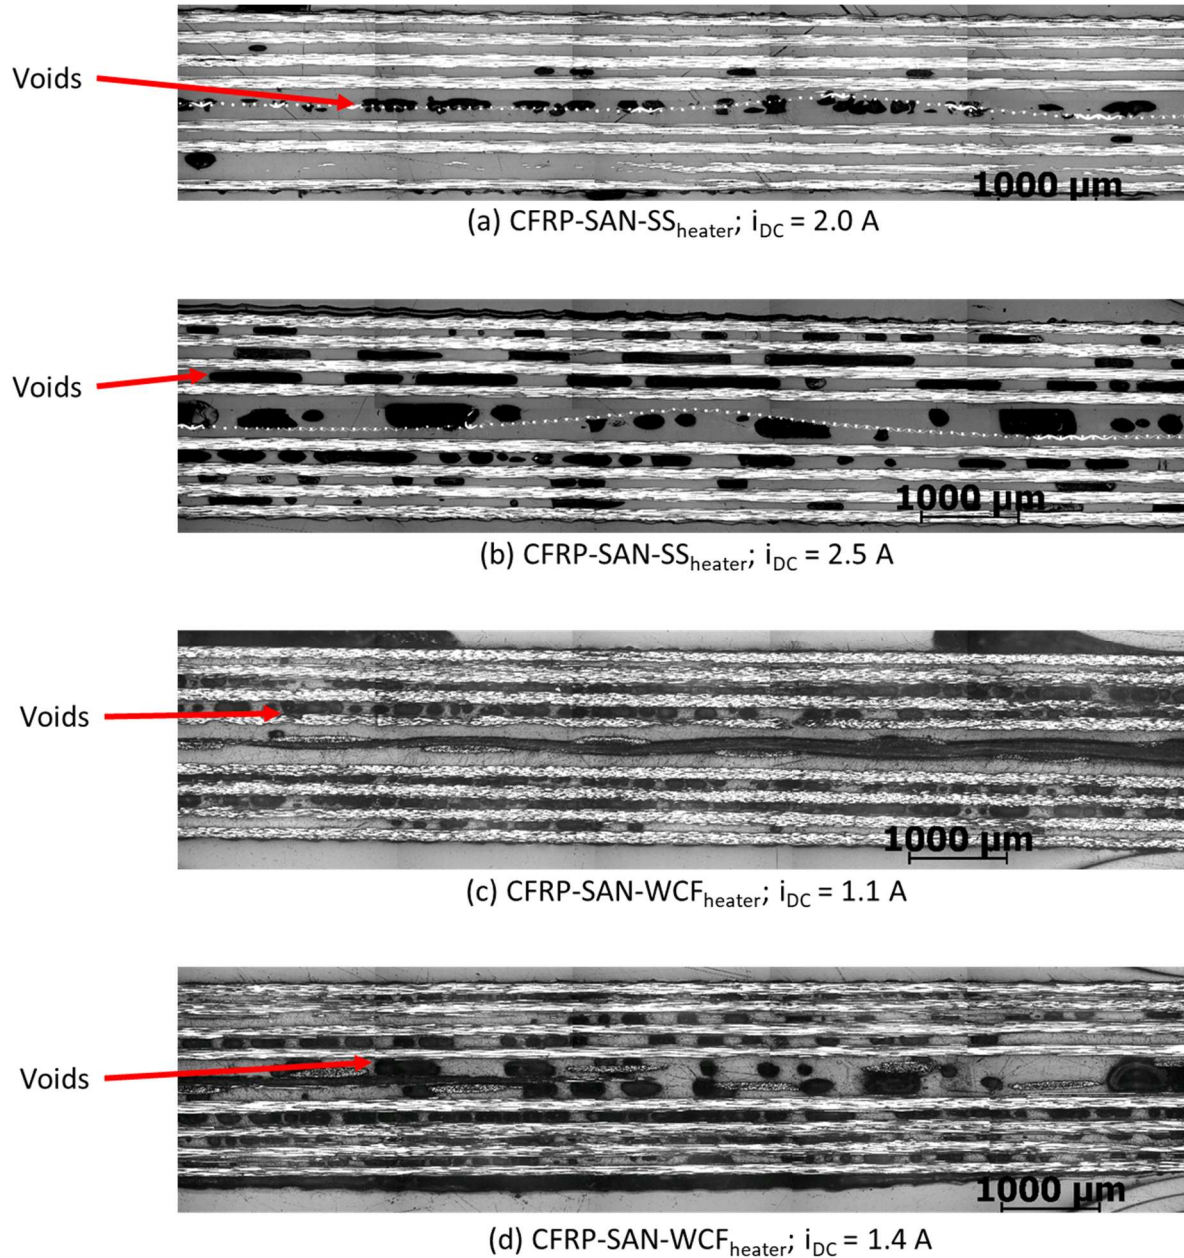 Voids
1000 µm
(a) CFRP-SAN-SSheater; iDC = 2.0 A
Voids
1000 µm
(b) CFRP-SAN-SSheater; iDC = 2.5 A
Voids
1000 µm
(c) CFRP-SAN-WCFheater; iDC = 1.1 A
Voids
1000 µm
(d) CFRP-SAN-WCFheater; iDC = 1.4 A